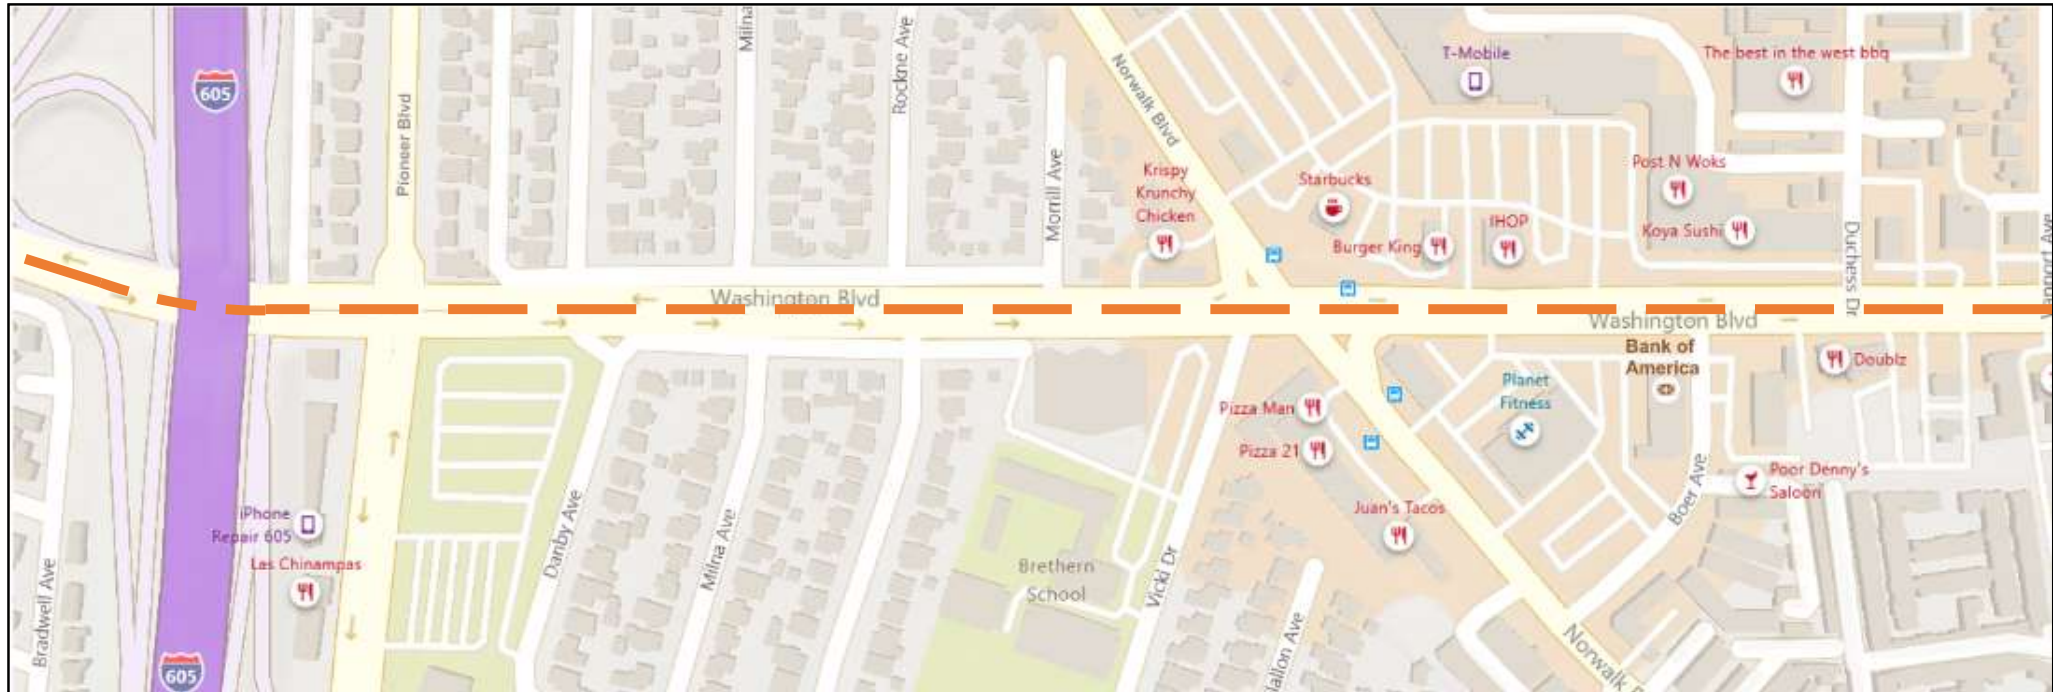 605
Pioneer Blvd
Milna
Rockne Ave
Morrill Ave
Norwalk Blvd
T-Mobile
The best in the west bbq
Krispy
Krunchy
Chicken
Starbucks
Burger King
IHOP
Post N Woks
Koya Sushi
Duchess Dr
Washington Blvd
Washington Blvd
Bank of
America
Doublz
Planet
Fitness
Pizza Man
Pizza 21
Juan's Tacos
Poor Denny's
Saloon
Boer Ave
iPhone
Repair 605
Las Chinampas
Bradwell Ave
Danby Ave
Milna Ave
Brethern
School
Vicki Dr
Norwalk
605